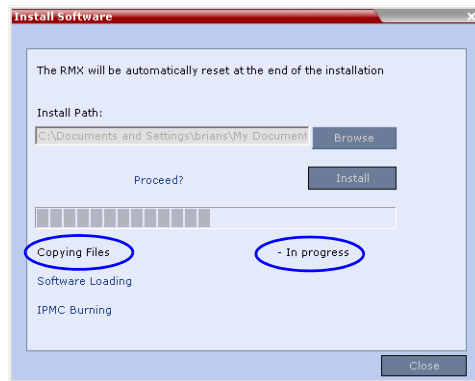 Install Software
The RMX will be automatically reset at the end of the installation
Install Path:
C:\Documents and Settings\brians\My Document
Browse
Proceed?
Install
Copying Files - In progress
Software Loading
IPMC Burning
Close